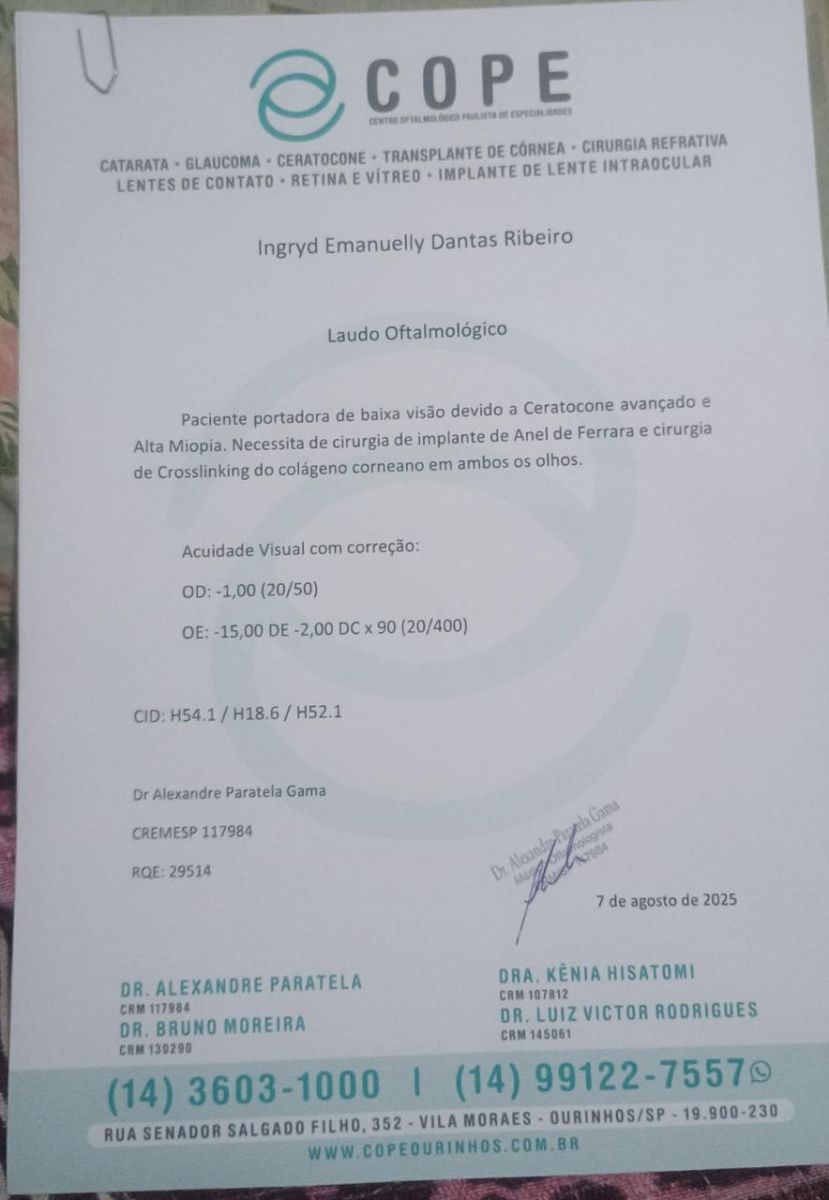 COPE
CENTRO OFTALMOLÓGICO PAULISTA DE ESPECIALIDADES
CATARATA • GLAUCOMA • CERATOCONE • TRANSPLANTE DE CÓRNEA • CIRURGIA REFRATIVA
LENTES DE CONTATO • RETINA E VÍTREO • IMPLANTE DE LENTE INTRAOCULAR
Ingryd Emanuelly Dantas Ribeiro
Laudo Oftalmológico
Paciente portadora de baixa visão devido a Ceratocone avançado e
Alta Miopia. Necessita de cirurgia de implante de Anel de Ferrara e cirurgia
de Crosslinking do colágeno corneano em ambos os olhos.
Acuidade Visual com correção:
OD: -1,00 (20/50)
OE: -15,00 DE -2,00 DC x 90 (20/400)
CID: H54.1 / H18.6 / H52.1
Dr Alexandre Paratela Gama
CREMESP 117984
RQE: 29514
Dr. Alexandre Paratela Gama
7 de agosto de 2025
DR. ALEXANDRE PARATELA
CRM 117984
DR. BRUNO MOREIRA
CRM 130290
DRA. KÊNIA HISATOMI
CRM 107812
DR. LUIZ VICTOR RODRIGUES
CRM 145061
(14) 3603-1000 | (14) 99122-7557
RUA SENADOR SALGADO FILHO, 352 - VILA MORAES - OURINHOS/SP - 19.900-230
WWW.COPEOURINHOS.COM.BR